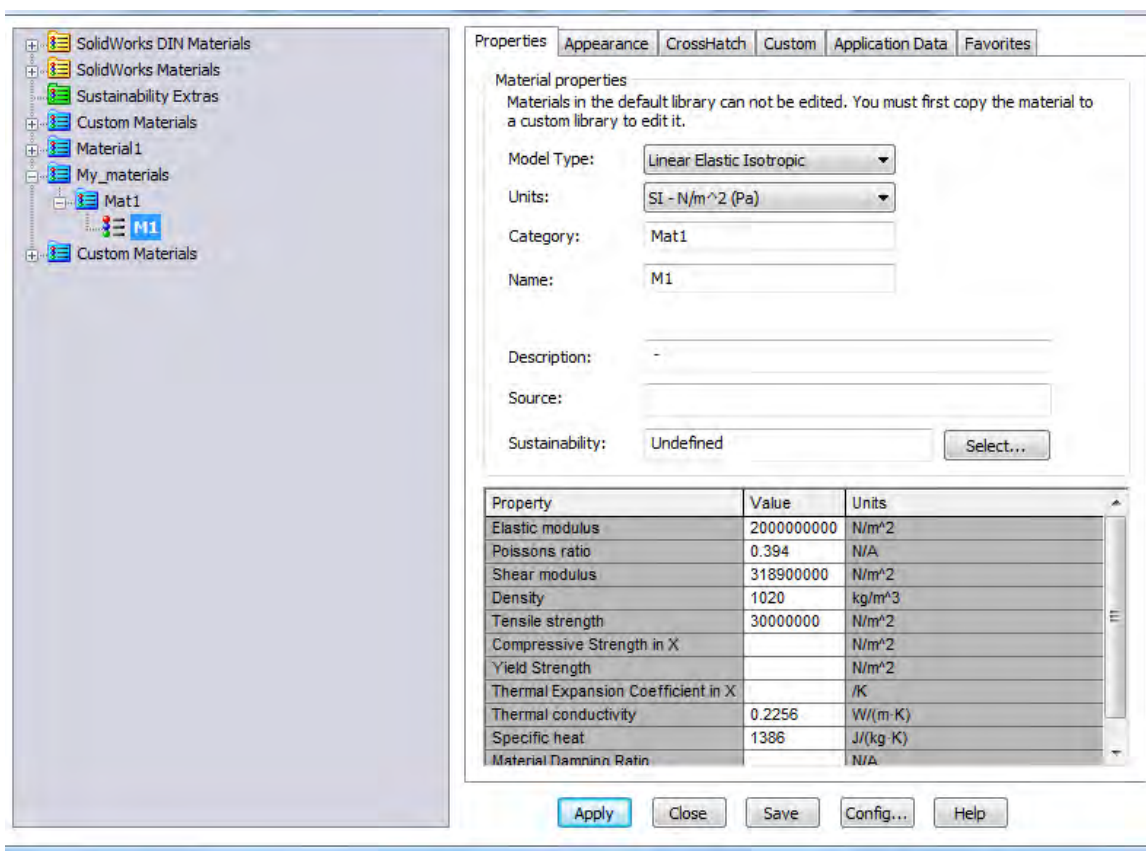 SolidWorks DIN Materials
SolidWorks Materials
Sustainability Extras
Custom Materials
Material1
My_materials
Mat1
M1
Custom Materials
Properties Appearance CrossHatch Custom Application Data Favorites
Material properties
Materials in the default library can not be edited. You must first copy the material to
a custom library to edit it.
Model Type: Linear Elastic Isotropic
Units: SI - N/m^2 (Pa)
Category: Mat1
Name: M1
Description: -
Source:
Sustainability: Undefined Select...
Property Value Units
Elastic modulus 2000000000 N/m^2
Poissons ratio 0.394 N/A
Shear modulus 318900000 N/m^2
Density 1020 kg/m^3
Tensile strength 30000000 N/m^2
Compressive Strength in X N/m^2
Yield Strength N/m^2
Thermal Expansion Coefficient in X /K
Thermal conductivity 0.2256 W/(m·K)
Specific heat 1386 J/(kg·K)
Material Damping Ratio N/A
Apply Close Save Config... Help